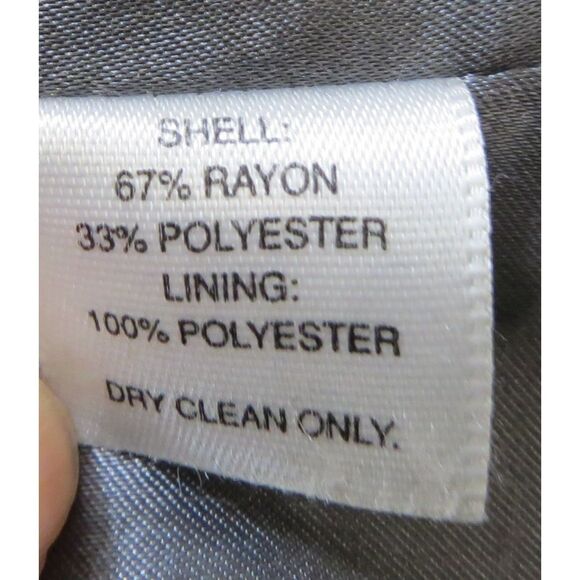 SHELL:
67% RAYON
33% POLYESTER
LINING:
100% POLYESTER
DRY CLEAN ONLY.